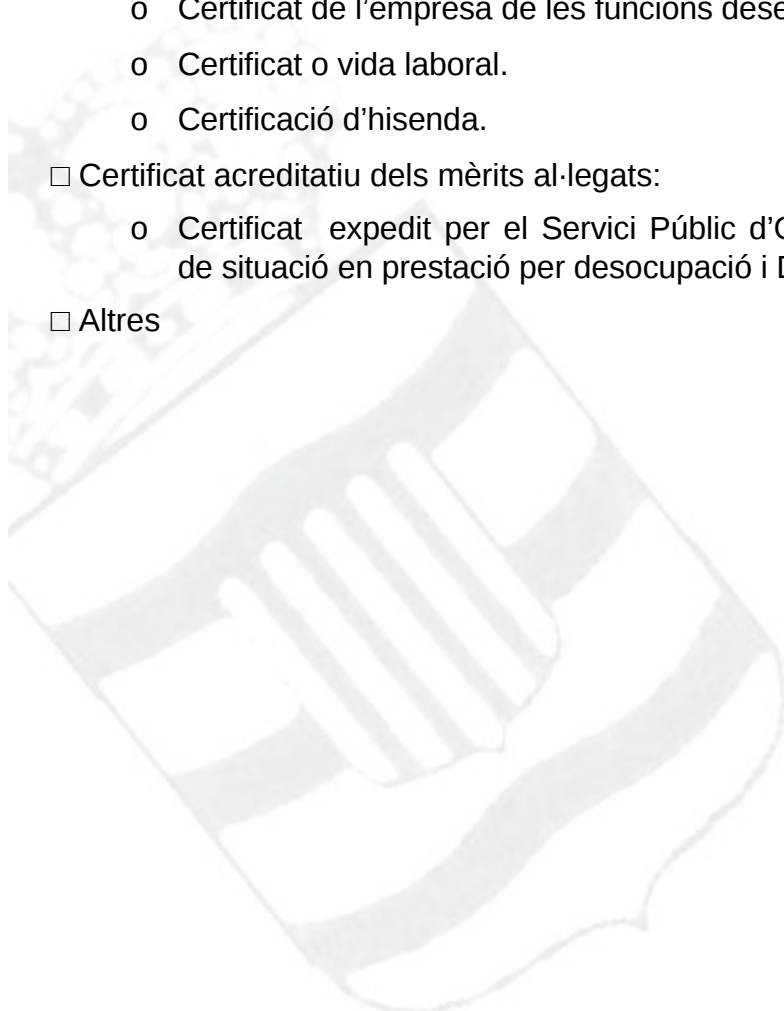 o Certificat de l’empresa de les funcions
o Certificat o vida laboral.
o Certificació d’hisenda.
□ Certificat acreditatiu dels mèrits al·legats:
o Certificat expedit per el Servici Públic
de situació en prestació per desocupació i
□ Altres